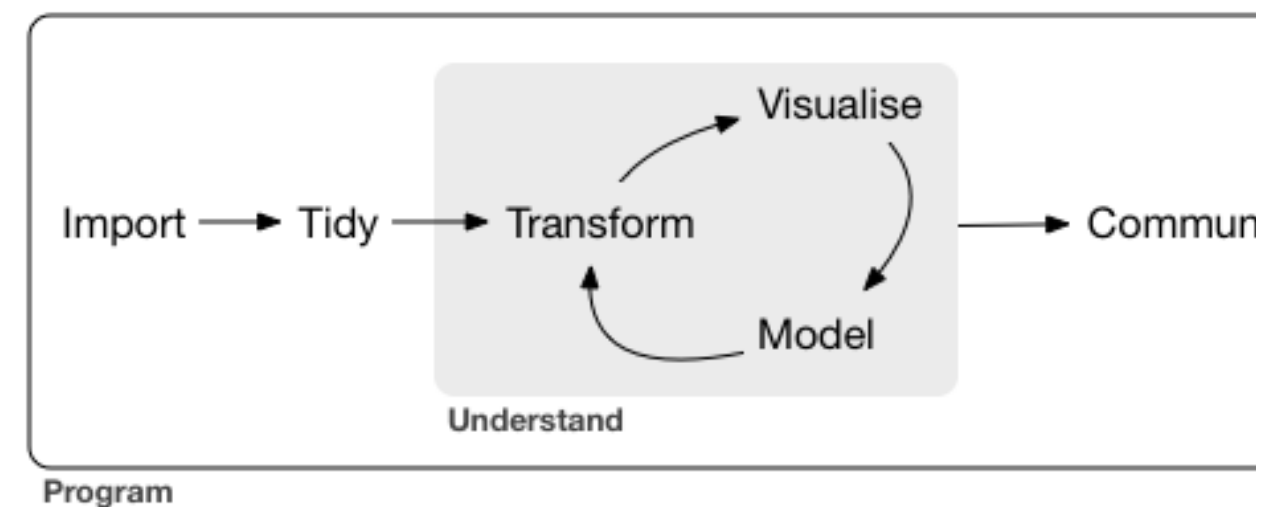 Visualise
Import Tidy Transform Commun
Model
Understand
Program